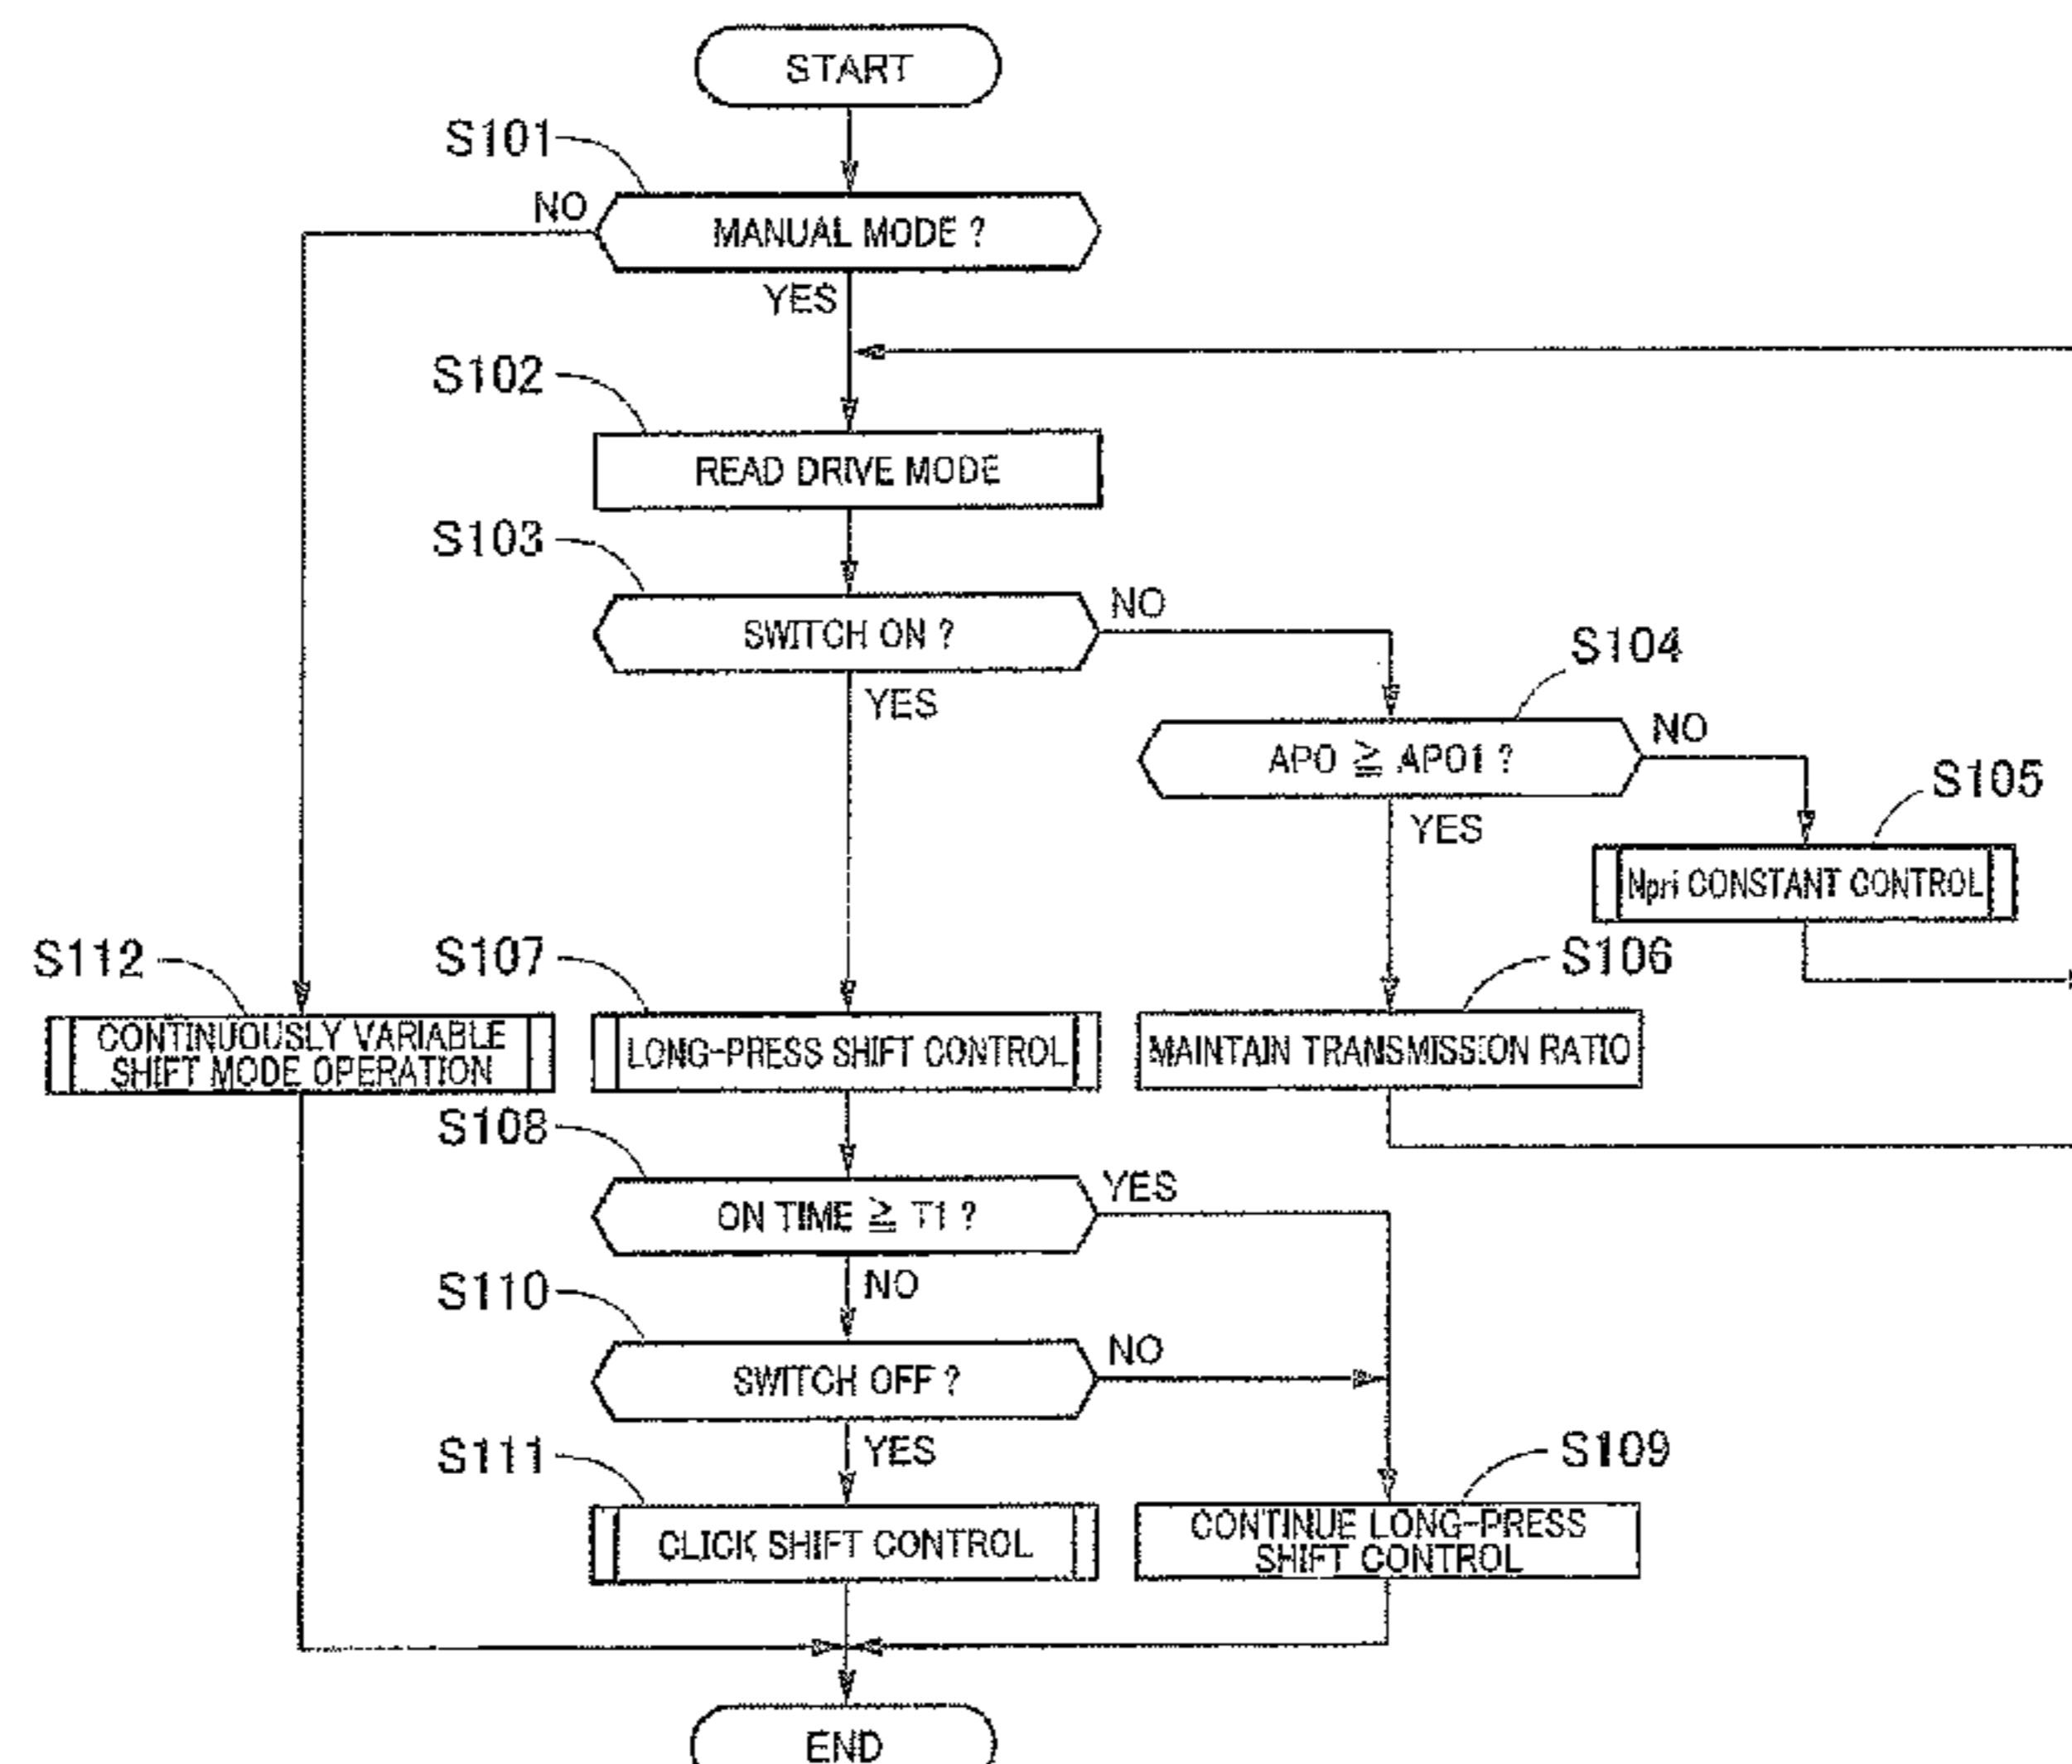 START
S101
NO
MANUAL MODE ?
YES
S102
READ DRIVE MODE
S103
SWITCH ON ?
NO
YES
S104
APO ≧ APO1 ?
NO
YES
S105
Npri CONSTANT CONTROL
S112
CONTINUOUSLY VARIABLE
SHIFT MODE OPERATION
S107
LONG-PRESS SHIFT CONTROL
S106
MAINTAIN TRANSMISSION RATIO
S108
ON TIME ≧ T1 ?
YES
NO
S110
SWITCH OFF ?
NO
YES
S111
CLICK SHIFT CONTROL
S109
CONTINUE LONG-PRESS
SHIFT CONTROL
END